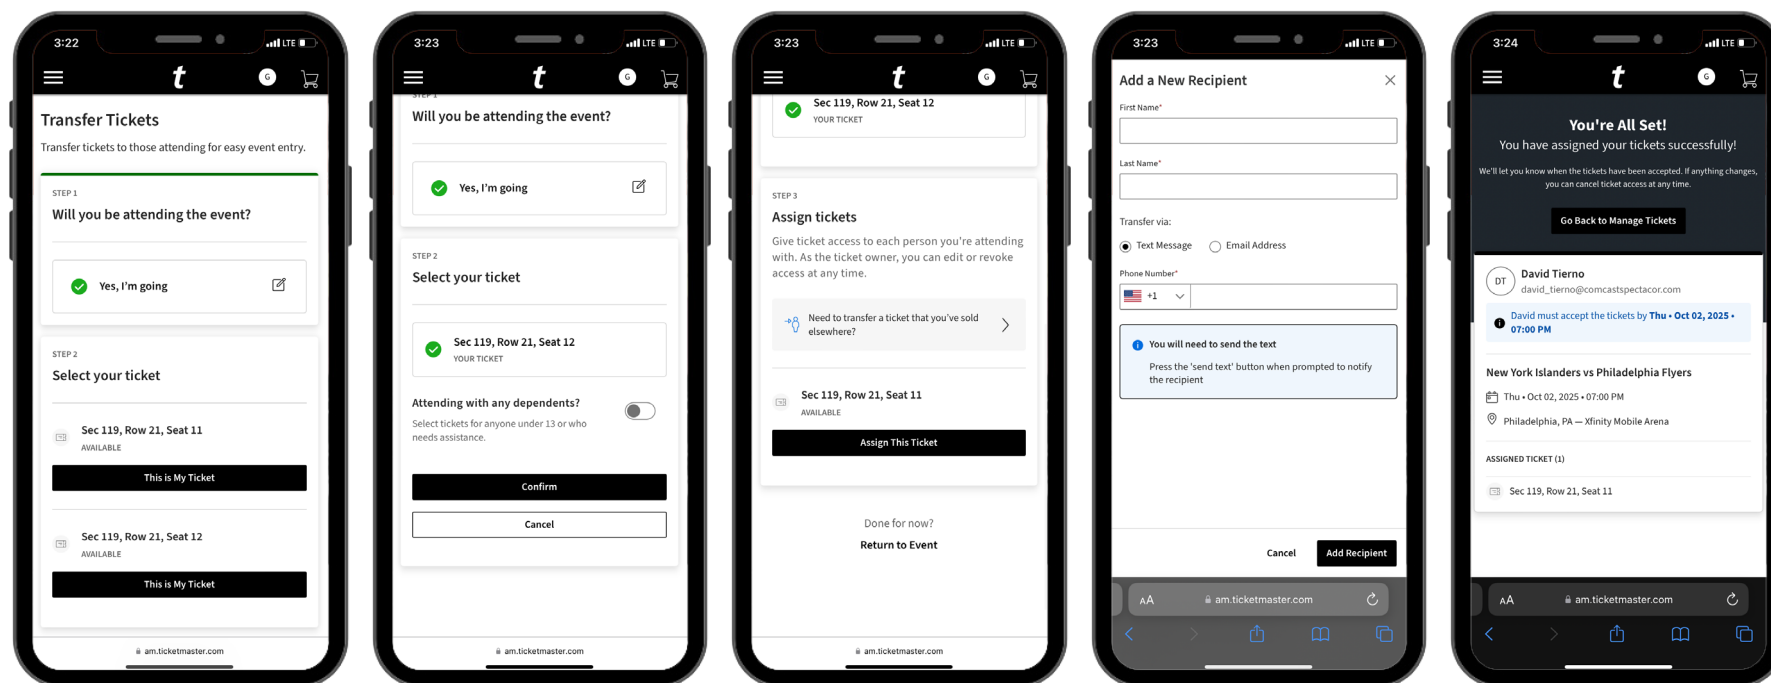 3:22
LTE
t
G
Transfer Tickets
Transfer tickets to those attending for easy event entry.
STEP 1
Will you be attending the event?
Yes, I'm going
STEP 2
Select your ticket
Sec 119, Row 21, Seat 11
AVAILABLE
This is My Ticket
Sec 119, Row 21, Seat 12
AVAILABLE
This is My Ticket
am.ticketmaster.com
3:23
LTE
t
G
STEP 1
Will you be attending the event?
Yes, I'm going
STEP 2
Select your ticket
Sec 119, Row 21, Seat 12
YOUR TICKET
Attending with any dependents?
Select tickets for anyone under 13 or who
needs assistance.
Confirm
Cancel
am.ticketmaster.com
3:23
LTE
t
G
Sec 119, Row 21, Seat 12
YOUR TICKET
STEP 3
Assign tickets
Give ticket access to each person you're attending
with. As the ticket owner, you can edit or revoke
access at any time.
Need to transfer a ticket that you've sold
elsewhere?
Sec 119, Row 21, Seat 11
AVAILABLE
Assign This Ticket
Done for now?
Return to Event
am.ticketmaster.com
3:23
LTE
Add a New Recipient
First Name*
Last Name*
Transfer via:
Text Message Email Address
Phone Number*
+1
You will need to send the text
Press the 'send text' button when prompted to notify
the recipient
Cancel Add Recipient
AA am.ticketmaster.com
3:24
LTE
t
G
You're All Set!
You have assigned your tickets successfully!
We'll let you know when the tickets have been accepted. If anything changes,
you can cancel ticket access at any time.
Go Back to Manage Tickets
DT
David Tierno
david_tierno@comcastspectacor.com
David must accept the tickets by Thu • Oct 02, 2025 •
07:00 PM
New York Islanders vs Philadelphia Flyers
Thu • Oct 02, 2025 • 07:00 PM
Philadelphia, PA — Xfinity Mobile Arena
ASSIGNED TICKET (1)
Sec 119, Row 21, Seat 11
AA am.ticketmaster.com